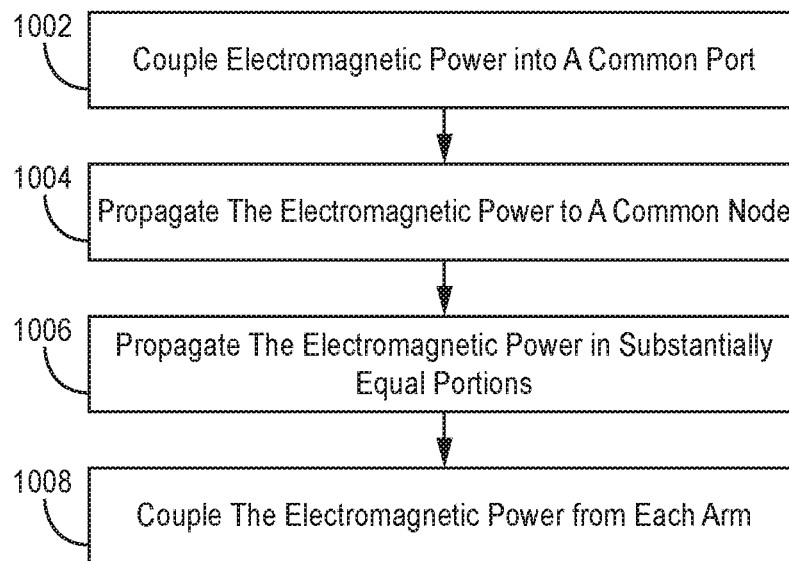 1002
Couple Electromagnetic Power into A Common Port
1004
Propagate The Electromagnetic Power to A Common Node
1006
Propagate The Electromagnetic Power in Substantially
Equal Portions
1008
Couple The Electromagnetic Power from Each Arm